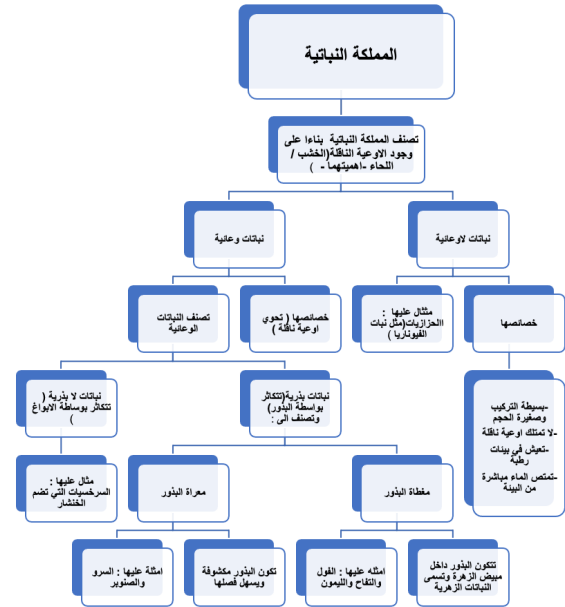 المملكة النباتية
تصنف المملكة النباتية بناءا على
وجود الاوعية الناقلة(الخشب /
اللحاء -اهميتهما - )
نباتات وعائية
نباتات لاوعائية
تصنف النباتات
الوعائية
خصائصها ( تحوي
اوعية ناقلة )
مثثال عليها :
االحزازيات(مثل نبات
الفيوناريا )
خصائصها
نباتات لا بذرية (
تتكاثر بوساطة الابواغ
)
نباتات بذرية(تتكاثر
بواسطة البذور)
وتصنف الى :
-بسيطة التركيب
وصغيرة الحجم
-لا تمتلك اوعية ناقلة
-تعيش في بيئات
رطبة
-تمتص الماء مباشرة
من البيئة
مثال عليها :
السرخسيات التي تضم
الخنشار
معراة البذور
مغطاة البذور
امثلة عليها : السرو
والصنوبر
تكون البذور مكشوفة
ويسهل فصلها
امثله عليها : الفول
والتفاح والليمون
تتكون البذور داخل
مبيض الزهرة وتسمى
النباتات الزهرية